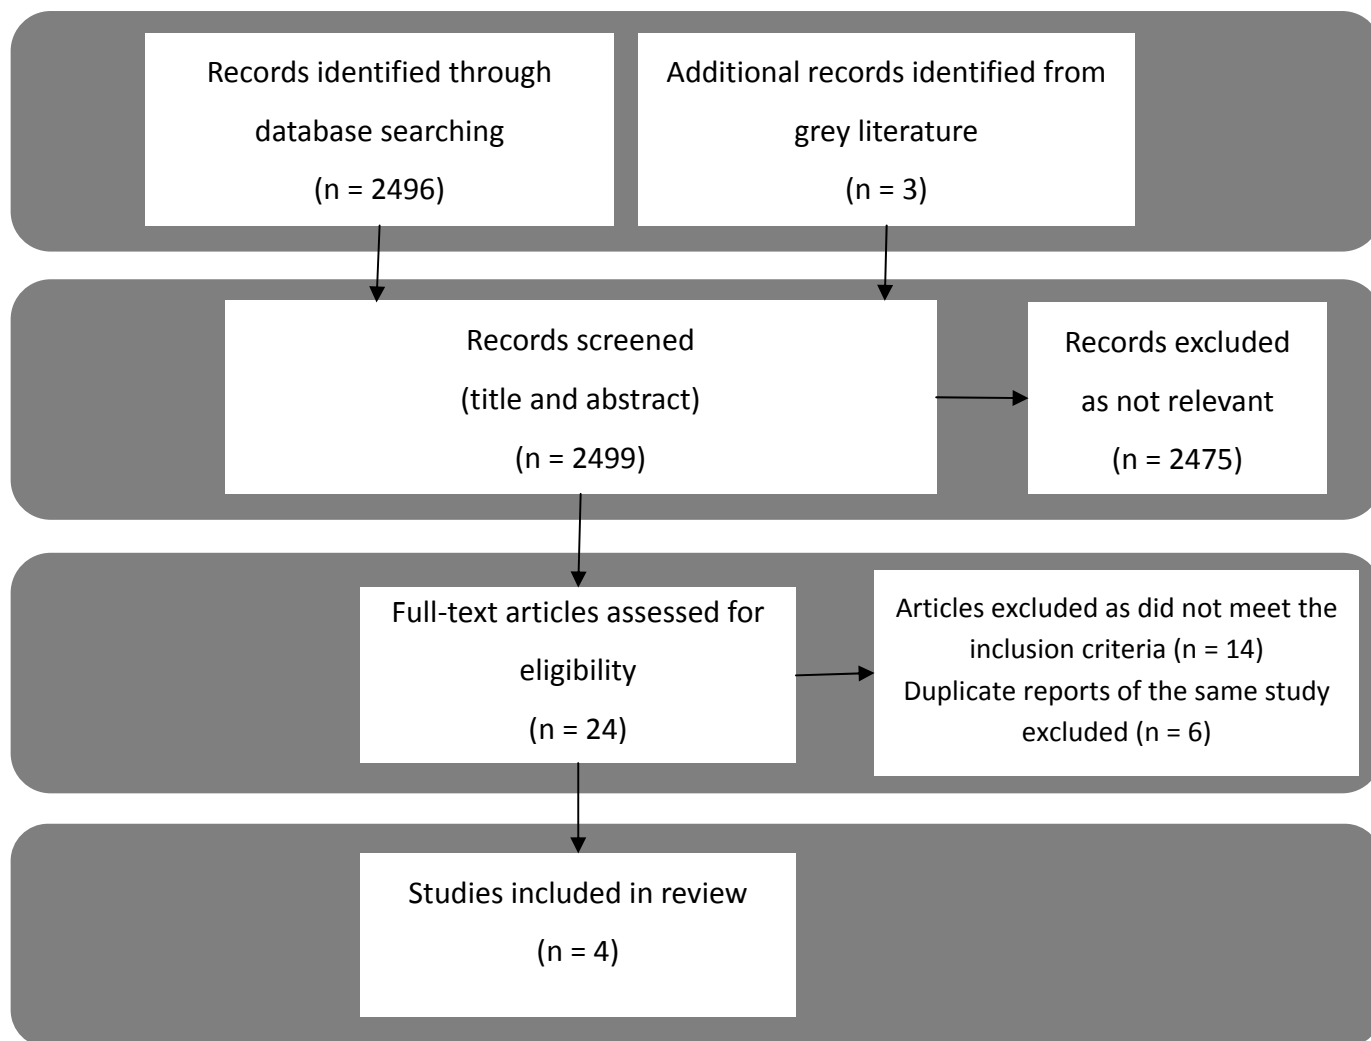 Records identified through
database searching
(n = 2496)
Additional records identified from
grey literature
(n = 3)
Records screened
(title and abstract)
(n = 2499)
Records excluded
as not relevant
(n = 2475)
Full-text articles assessed for
eligibility
(n = 24)
Articles excluded as did not meet the
inclusion criteria (n = 14)
Duplicate reports of the same study
excluded (n = 6)
Studies included in review
(n = 4)